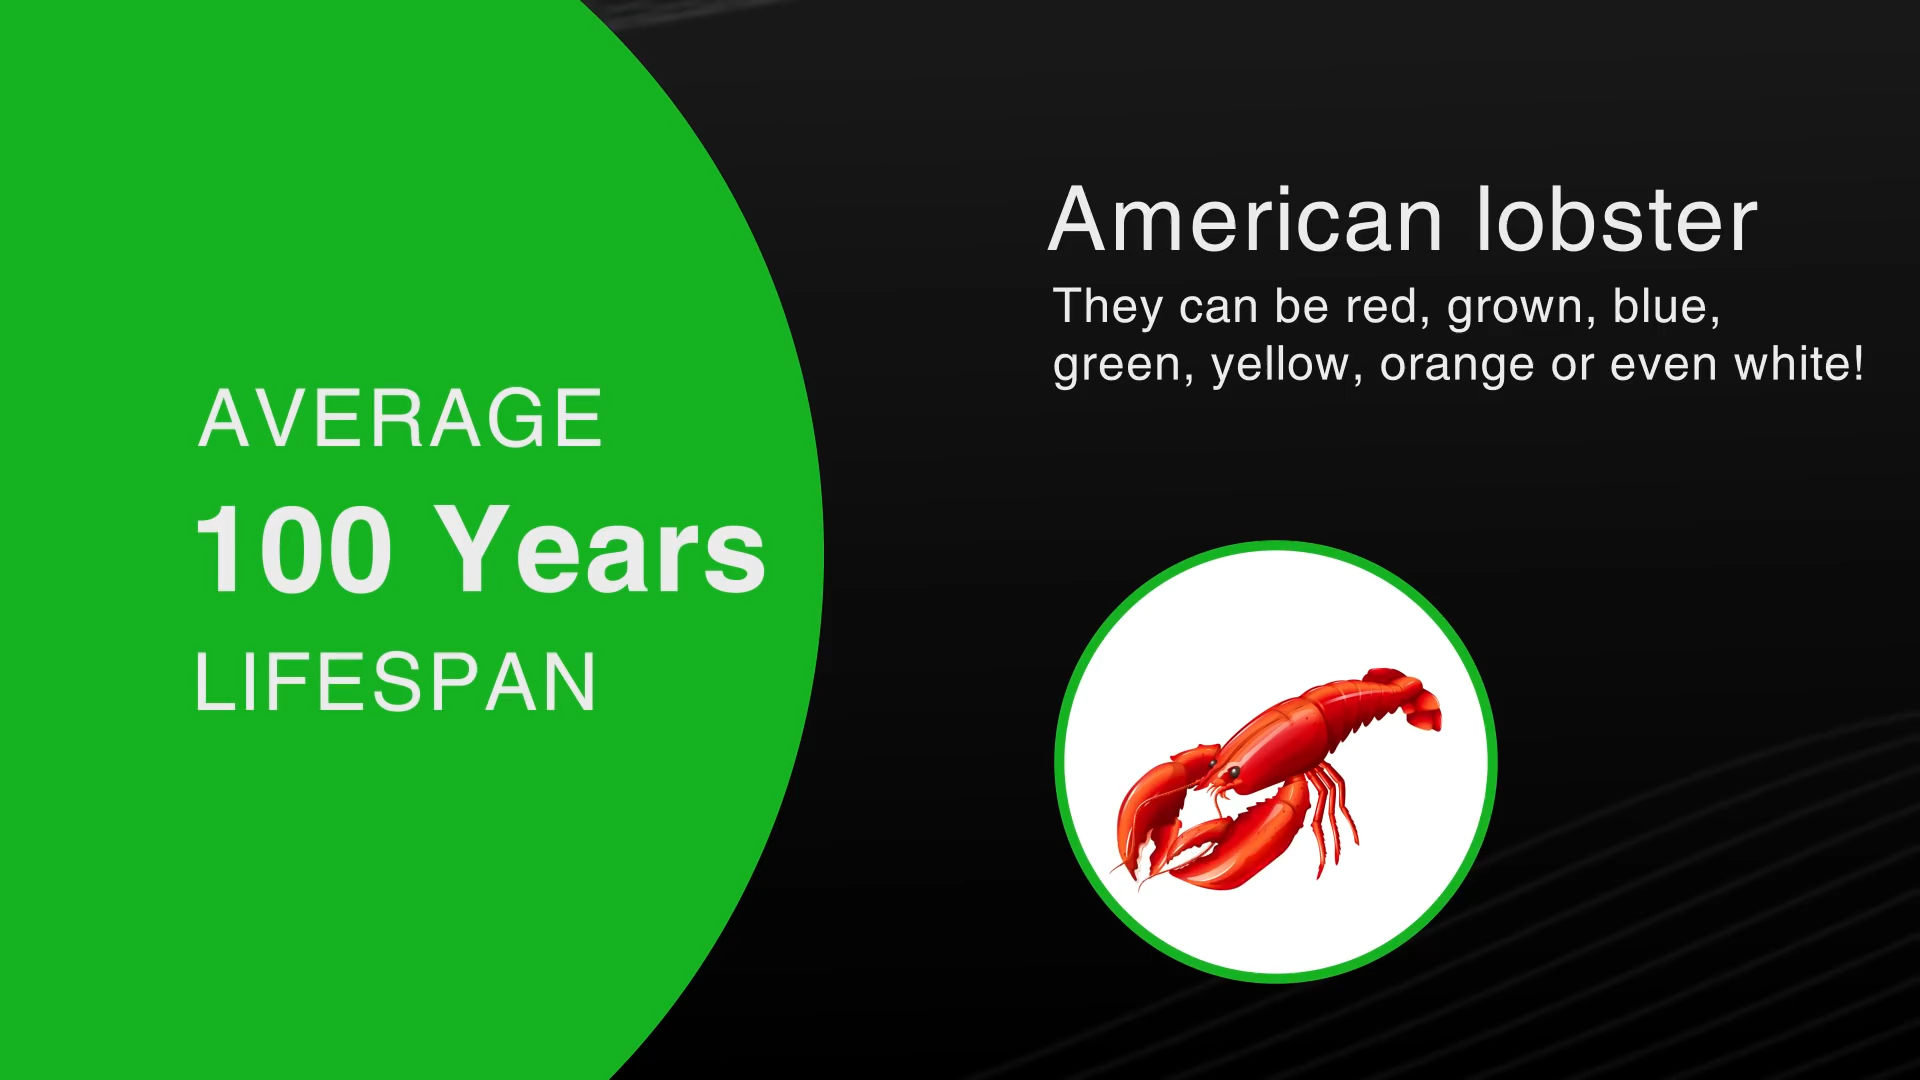 AVERAGE
100 Years
LIFESPAN
American lobster
They can be red, grown, blue,
green, yellow, orange or even white!